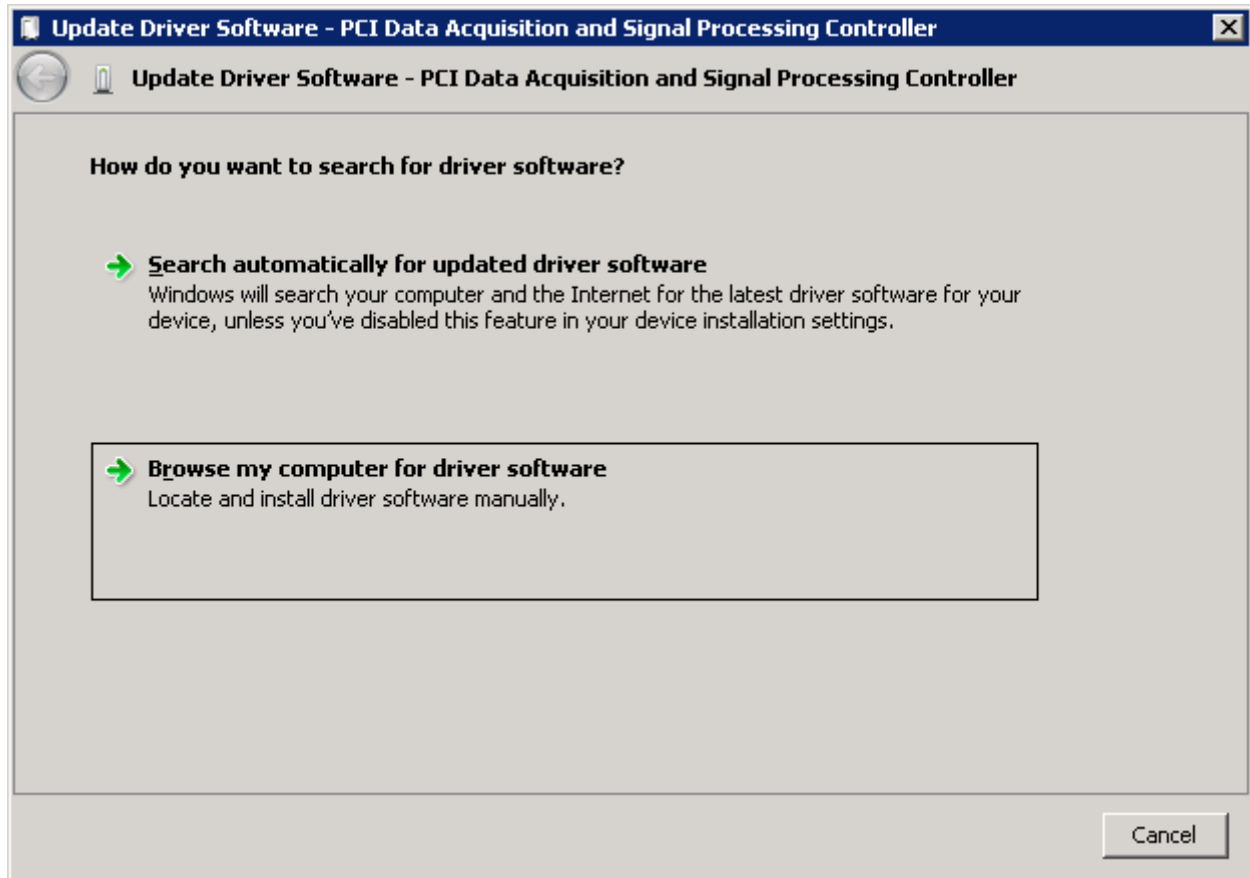 Update Driver Software - PCI Data Acquisition and Signal Processing Controller
Update Driver Software - PCI Data Acquisition and Signal Processing Controller
How do you want to search for driver software?
Search automatically for updated driver software
Windows will search your computer and the Internet for the latest driver software for your
device, unless you've disabled this feature in your device installation settings.
Browse my computer for driver software
Locate and install driver software manually.
Cancel